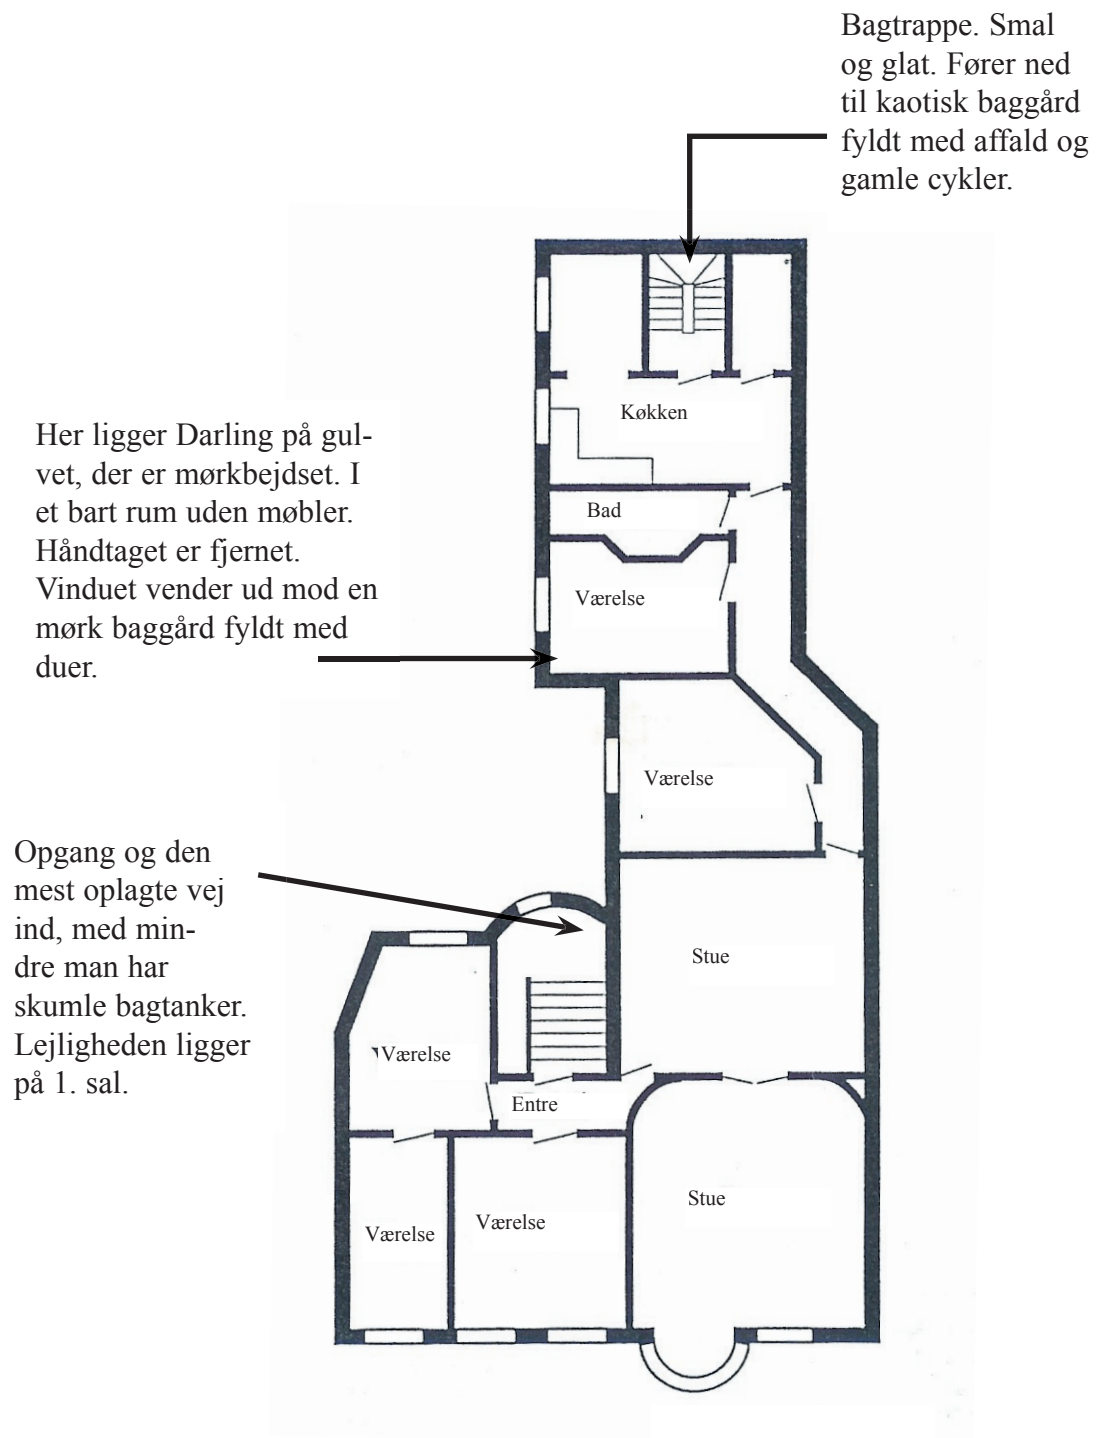 Bagtrappe. Smal
og glat. Fører ned
til kaotisk baggård
fyldt med affald og
gamle cykler.
Køkken
Her ligger Darling på gul-
vet, der er mørkbejdset. I
et bart rum uden møbler.
Håndtaget er fjernet.
Vinduet vender ud mod en
mørk baggård fyldt med
duer.
Bad
Værelse
Værelse
Opgang og den
mest oplagte vej
ind, med min-
dre man har
skumle bagtanker.
Lejligheden ligger
på 1. sal.
Stue
Værelse
Entre
Stue
Værelse
Værelse